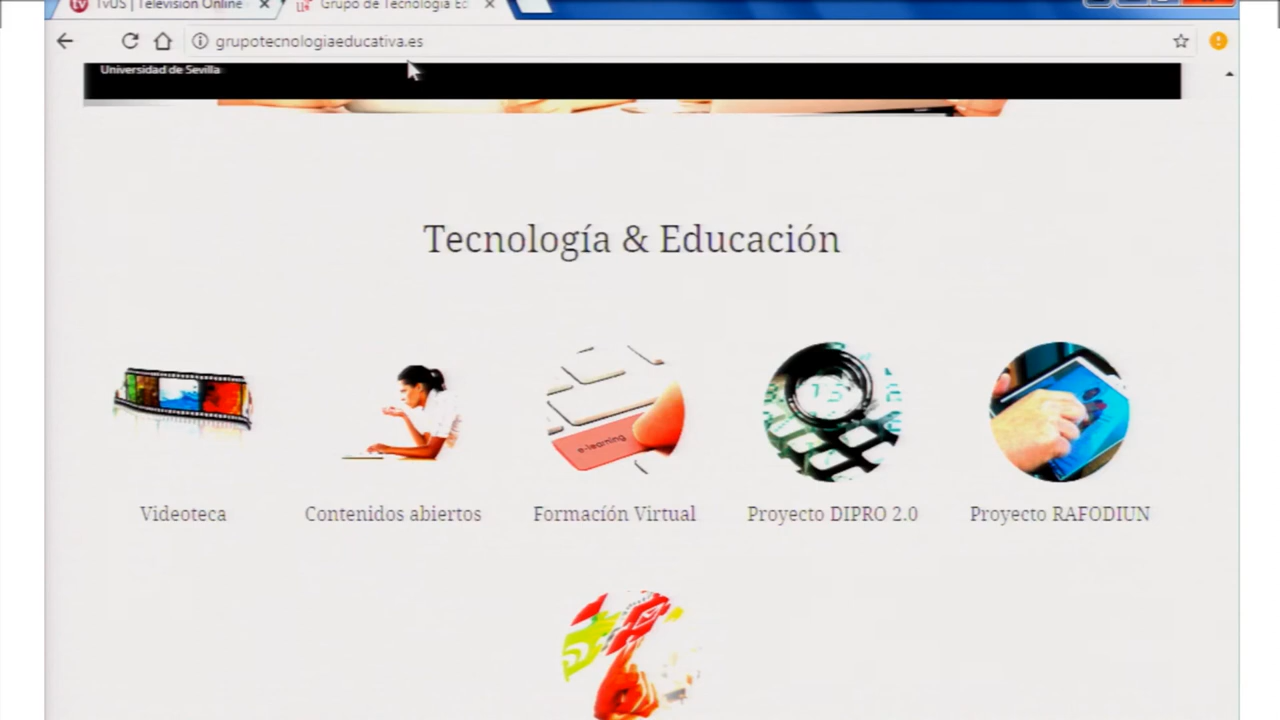 TVUS | Televisión Online
Grupo de Tecnología Ed
grupotecnologiaeducativa.es
Universidad de Sevilla
Tecnología & Educación
e-learning
Videoteca
Contenidos abiertos
Formación Virtual
Proyecto DIPRO 2.0
Proyecto RAFODIUN